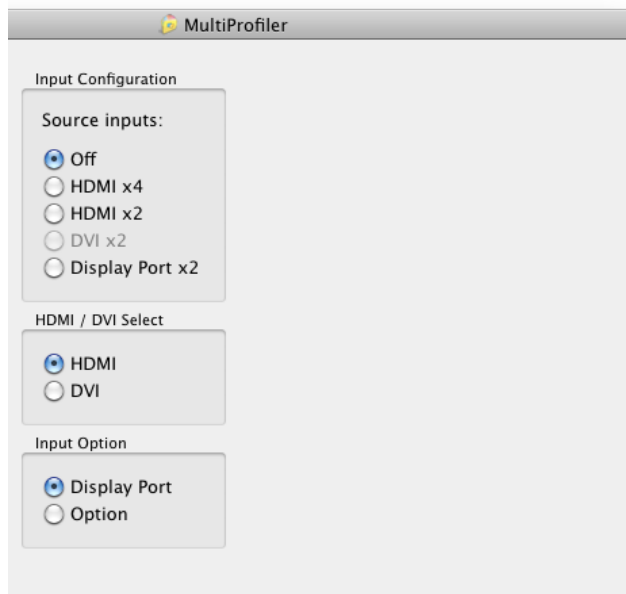 MultiProfiler
Input Configuration
Source inputs:
Off
HDMI x4
HDMI x2
DVI x2
Display Port x2
HDMI / DVI Select
HDMI
DVI
Input Option
Display Port
Option